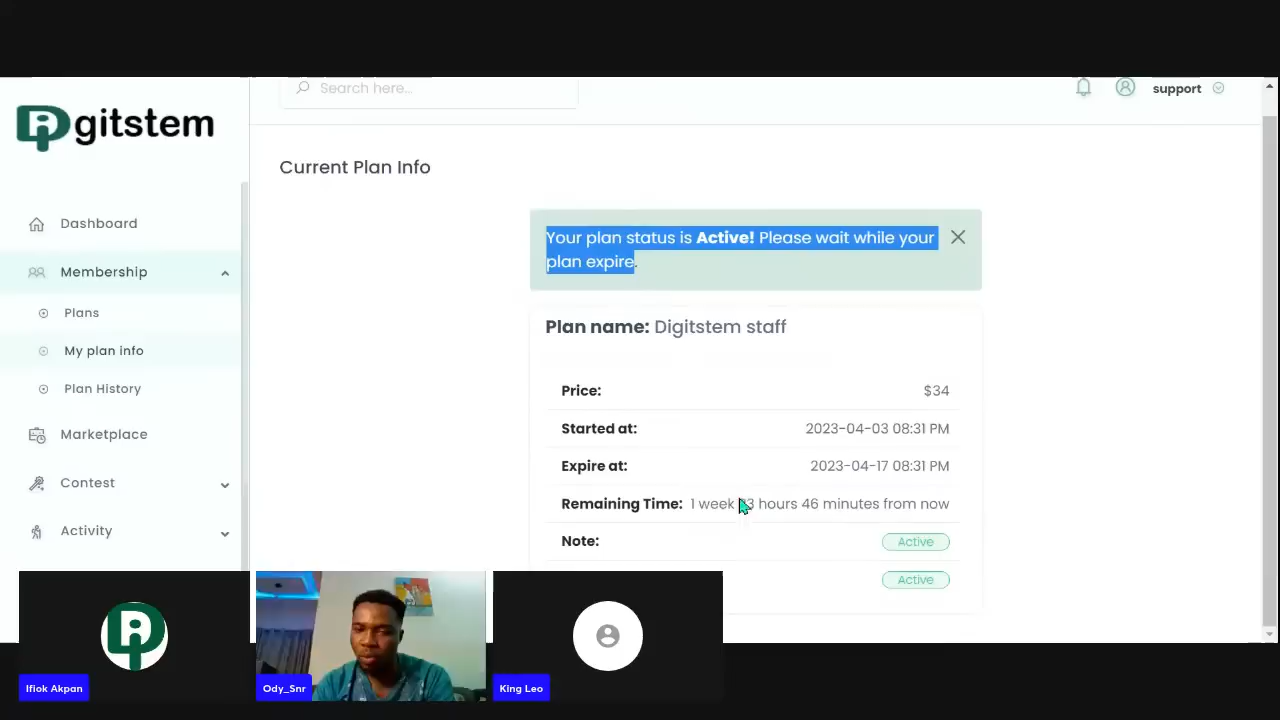 gitstem
Search here...
support
Dashboard
Membership
Plans
My plan info
Plan History
Marketplace
Contest
Activity
Current Plan Info
Your plan status is Active! Please wait while your
plan expire.
Plan name: Digitstem staff
Price: $34
Started at: 2023-04-03 08:31 PM
Expire at: 2023-04-17 08:31 PM
Remaining Time: 1 week hours 46 minutes from now
Note: Active
Active
Ifiok Akpan
Ody_Snr
King Leo